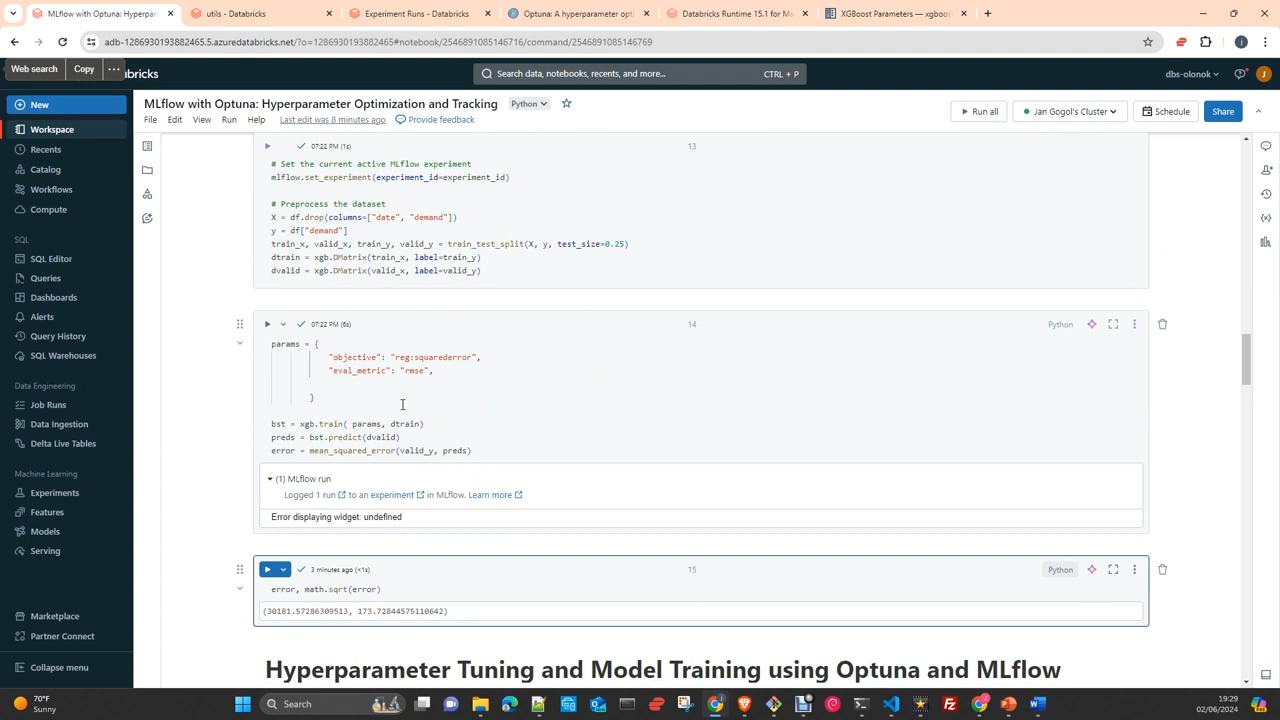 MLflow with Optuna: Hyperpar
utils - Databricks
Experiment Runs - Databricks
Optuna: A hyperparameter opti
Databricks Runtime 15.1 for Ma
XGBoost Parameters — xgboos
adb-1286930193882465.5.azuredatabricks.net/?o=1286930193882465#notebook/2546891085146716/command/2546891085146769
Web search
Copy
bricks
Search data, notebooks, recents, and more...
CTRL + P
dbs-olonok
J
New
Workspace
Recents
Catalog
Workflows
Compute
SQL
SQL Editor
Queries
Dashboards
Alerts
Query History
SQL Warehouses
Data Engineering
Job Runs
Data Ingestion
Delta Live Tables
Machine Learning
Experiments
Features
Models
Serving
Marketplace
Partner Connect
Collapse menu
MLflow with Optuna: Hyperparameter Optimization and Tracking
Python
File Edit View Run Help Last edit was 8 minutes ago Provide feedback
Run all
Jan Gogol's Cluster
Schedule
Share
07:22 PM (1s)
13
# Set the current active MLflow experiment
mlflow.set_experiment(experiment_id=experiment_id)
# Preprocess the dataset
X = df.drop(columns=["date", "demand"])
y = df["demand"]
train_x, valid_x, train_y, valid_y = train_test_split(X, y, test_size=0.25)
dtrain = xgb.DMatrix(train_x, label=train_y)
dvalid = xgb.DMatrix(valid_x, label=valid_y)
07:22 PM (6s)
14
Python
params = {
"objective": "reg:squarederror",
"eval_metric": "rmse",
}
bst = xgb.train( params, dtrain)
preds = bst.predict(dvalid)
error = mean_squared_error(valid_y, preds)
(1) MLflow run
Logged 1 run to an experiment in MLflow. Learn more
Error displaying widget: undefined
3 minutes ago (<1s)
15
Python
error, math.sqrt(error)
(30181.57286309513, 173.72844575110642)
Hyperparameter Tuning and Model Training using Optuna and MLflow
70°F
Sunny
Search
19:29
02/06/2024